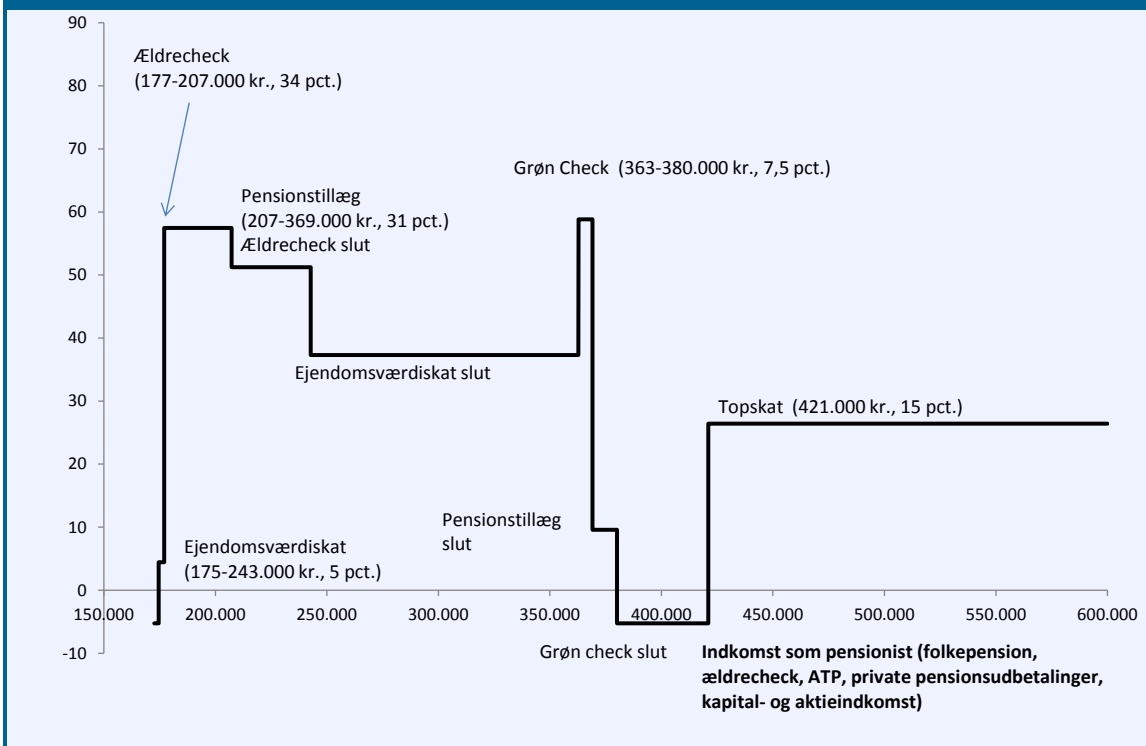 90
80
70
60
50
40
30
20
10
0
-10
Ældrecheck
(177-207.000 kr., 34 pct.)
Grøn Check  (363-380.000 kr., 7,5 pct.)
Pensionstillæg
(207-369.000 kr., 31 pct.)
Ældrecheck slut
Ejendomsværdiskat slut
Topskat  (421.000 kr., 15 pct.)
Pensionstillæg
slut
Ejendomsværdiskat
(175-243.000 kr., 5 pct.)
150.000 200.000 250.000 300.000 350.000 400.000 450.000 500.000 550.000 600.000
Grøn check slut
Indkomst som pensionist (folkepension,
ældrecheck, ATP, private pensionsudbetalinger,
kapital- og aktieindkomst)